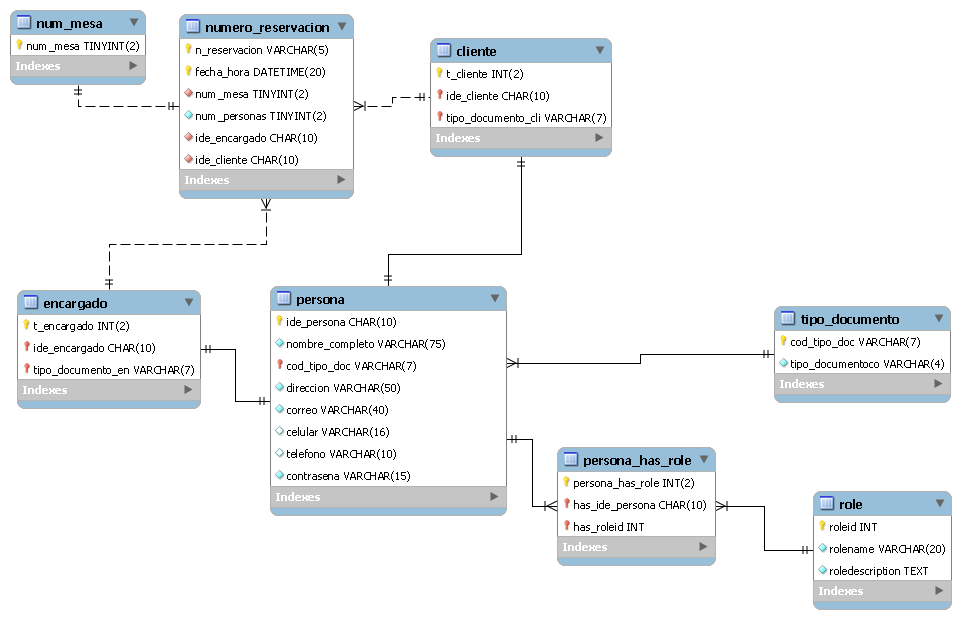 num_mesa
num_mesa TINYINT(2)
Indexes
numero_reservacion
n_reservacion VARCHAR(5)
fecha_hora DATETIME(20)
num_mesa TINYINT(2)
num_personas TINYINT(2)
ide_encargado CHAR(10)
ide_cliente CHAR(10)
Indexes
cliente
t_cliente INT(2)
ide_cliente CHAR(10)
tipo_documento_cli VARCHAR(7)
Indexes
encargado
t_encargado INT(2)
ide_encargado CHAR(10)
tipo_documento_en VARCHAR(7)
Indexes
persona
ide_persona CHAR(10)
nombre_completo VARCHAR(75)
cod_tipo_doc VARCHAR(7)
direccion VARCHAR(50)
correo VARCHAR(40)
celular VARCHAR(16)
telefono VARCHAR(10)
contrasena VARCHAR(15)
Indexes
tipo_documento
cod_tipo_doc VARCHAR(7)
tipo_documentoco VARCHAR(4)
Indexes
persona_has_role
persona_has_role INT(2)
has_ide_persona CHAR(10)
has_roleid INT
Indexes
role
roleid INT
rolename VARCHAR(20)
roledescription TEXT
Indexes